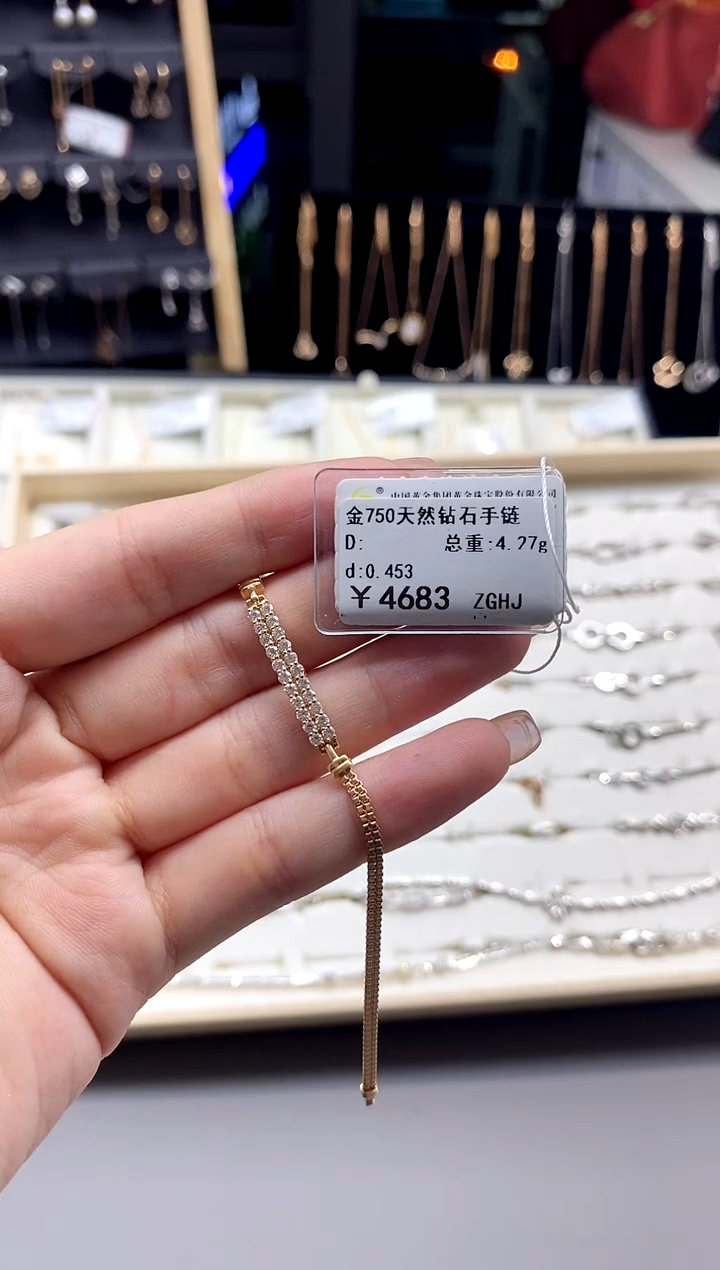 ® 中国黄金集团黄金珠宝股份有限公司
金750天然钻石手链
D: 总重:4.27g
d:0.453
￥4683 ZGHJ